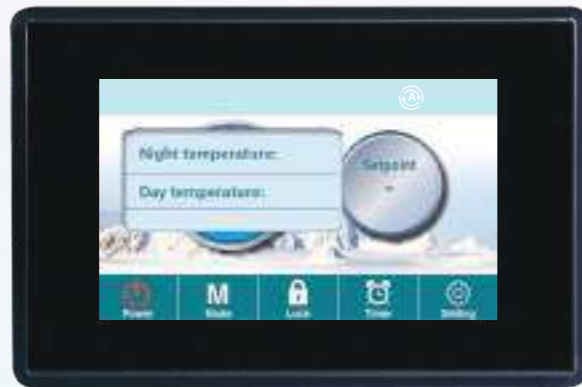 A
Night temperature:
Day temperature:
Setpoint
-
Power
M
Mode
Lock
Timer
Setting